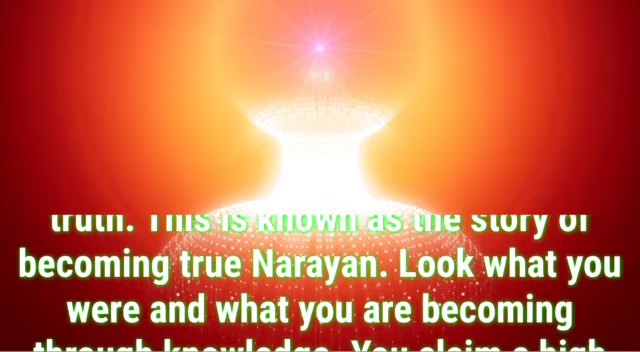 truth. This is known as the story of
becoming true Narayan. Look what you
were and what you are becoming
through knowledge. You claim a high